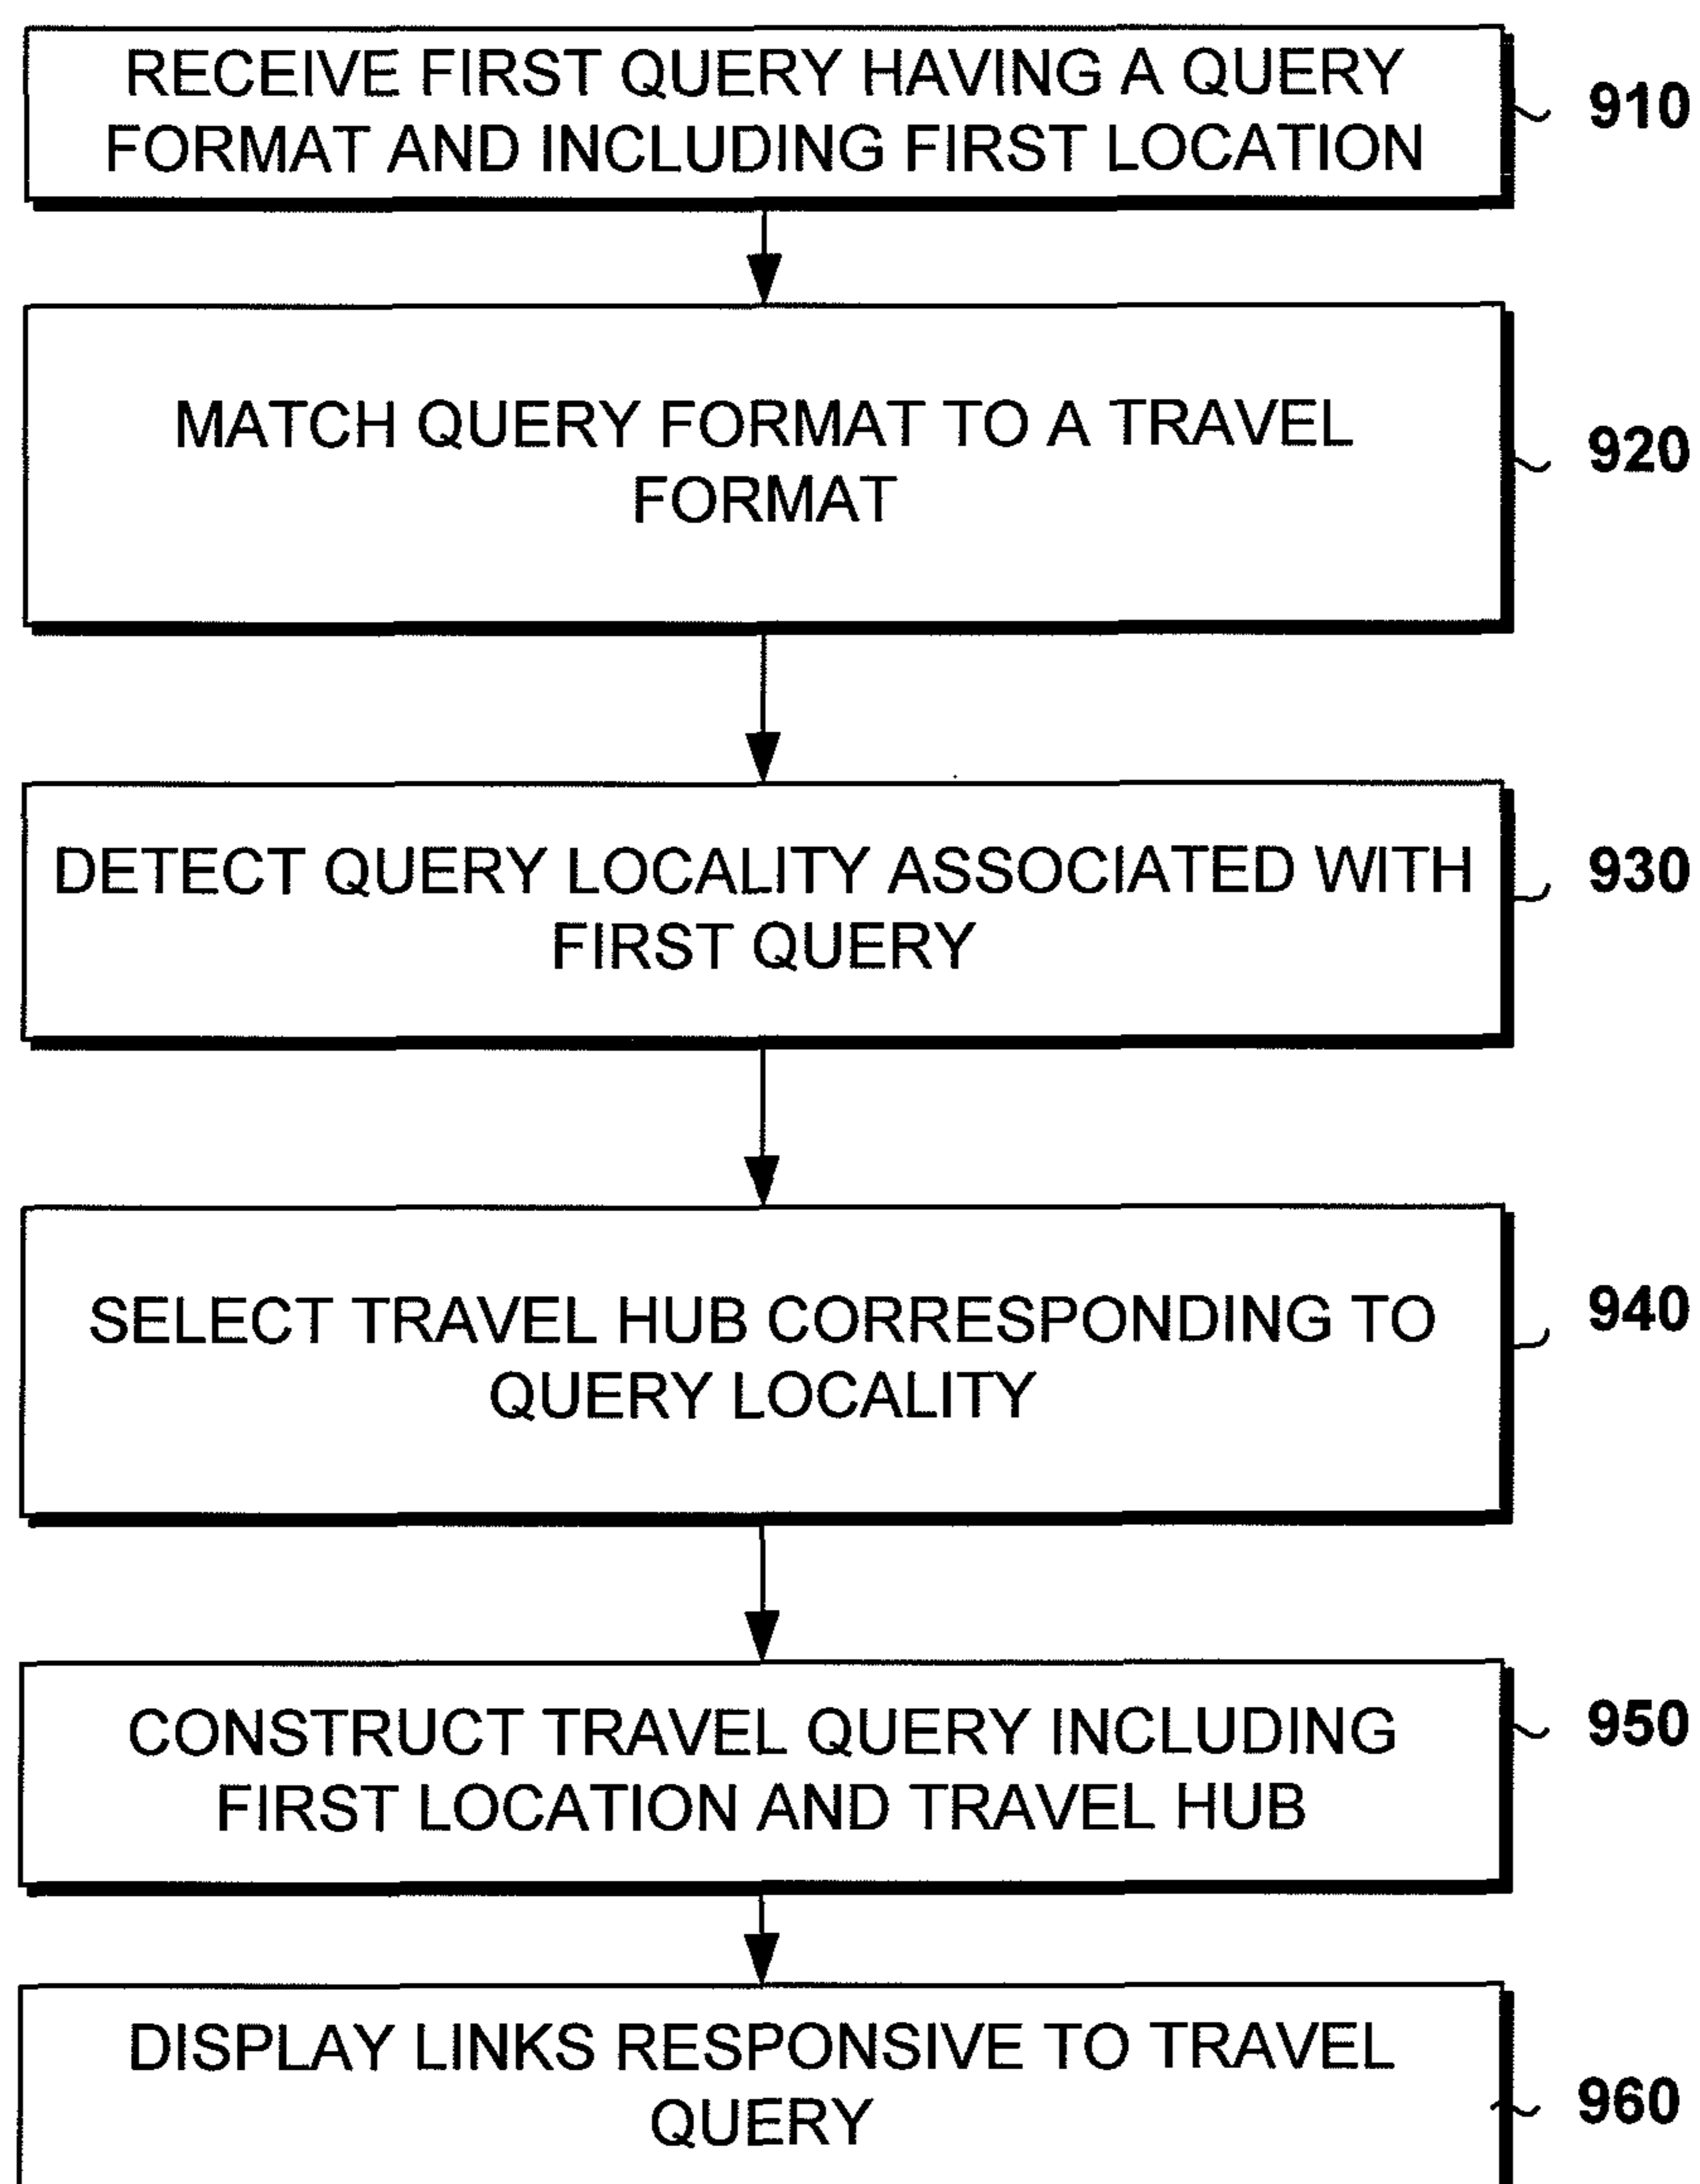 RECEIVE FIRST QUERY HAVING A QUERY
FORMAT AND INCLUDING FIRST LOCATION
910
MATCH QUERY FORMAT TO A TRAVEL
FORMAT
920
DETECT QUERY LOCALITY ASSOCIATED WITH
FIRST QUERY
930
SELECT TRAVEL HUB CORRESPONDING TO
QUERY LOCALITY
940
CONSTRUCT TRAVEL QUERY INCLUDING
FIRST LOCATION AND TRAVEL HUB
950
DISPLAY LINKS RESPONSIVE TO TRAVEL
QUERY
960